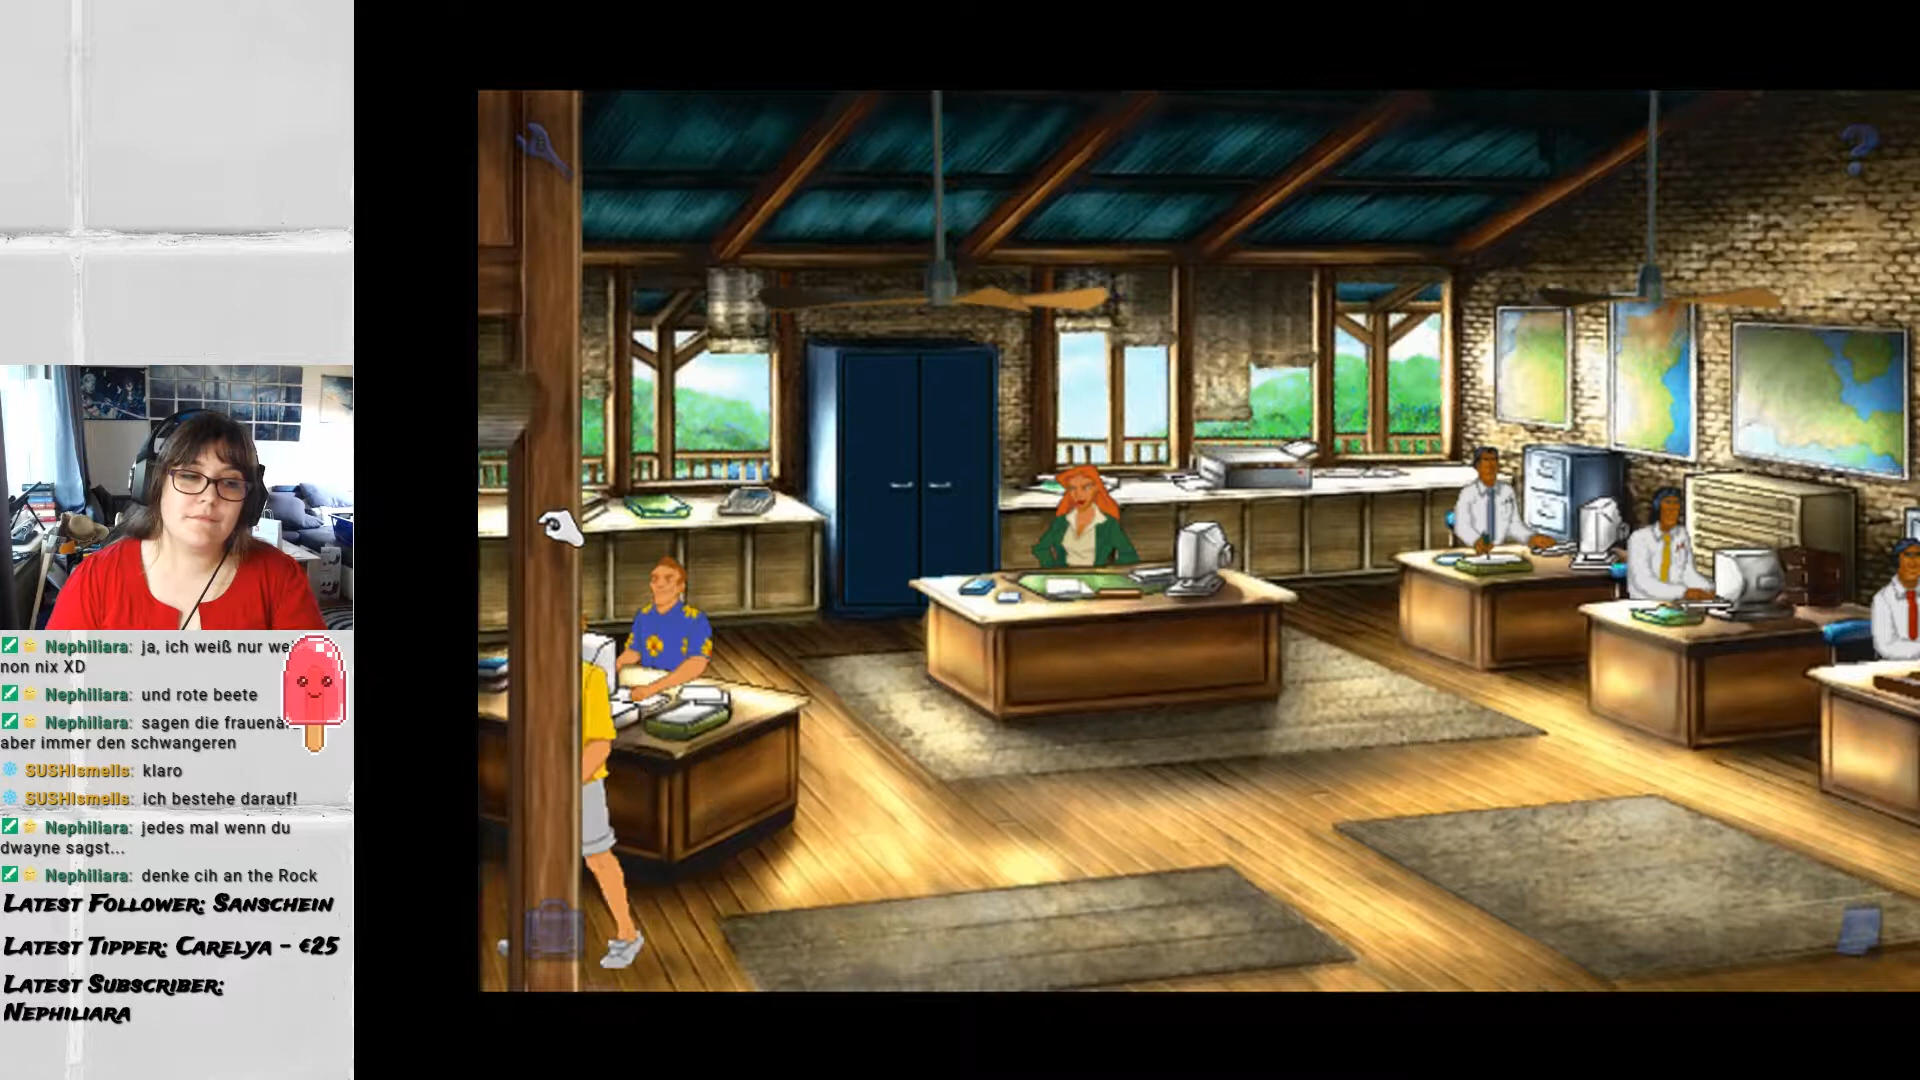 Nephiliara: ja, ich weiß nur
non nix XD
Nephiliara: und rote beete
Nephiliara: sagen die
aber immer den schwangeren
SUSHIsmells: klaro
SUSHIsmells: ich bestehe darauf!
Nephiliara: jedes mal wenn du
dwayne sagst...
Nephiliara: denke cih an the Rock
Latest Follower: Sanschein
Latest Tipper: Carelya - €25
Latest Subscriber:
Nephiliara
?